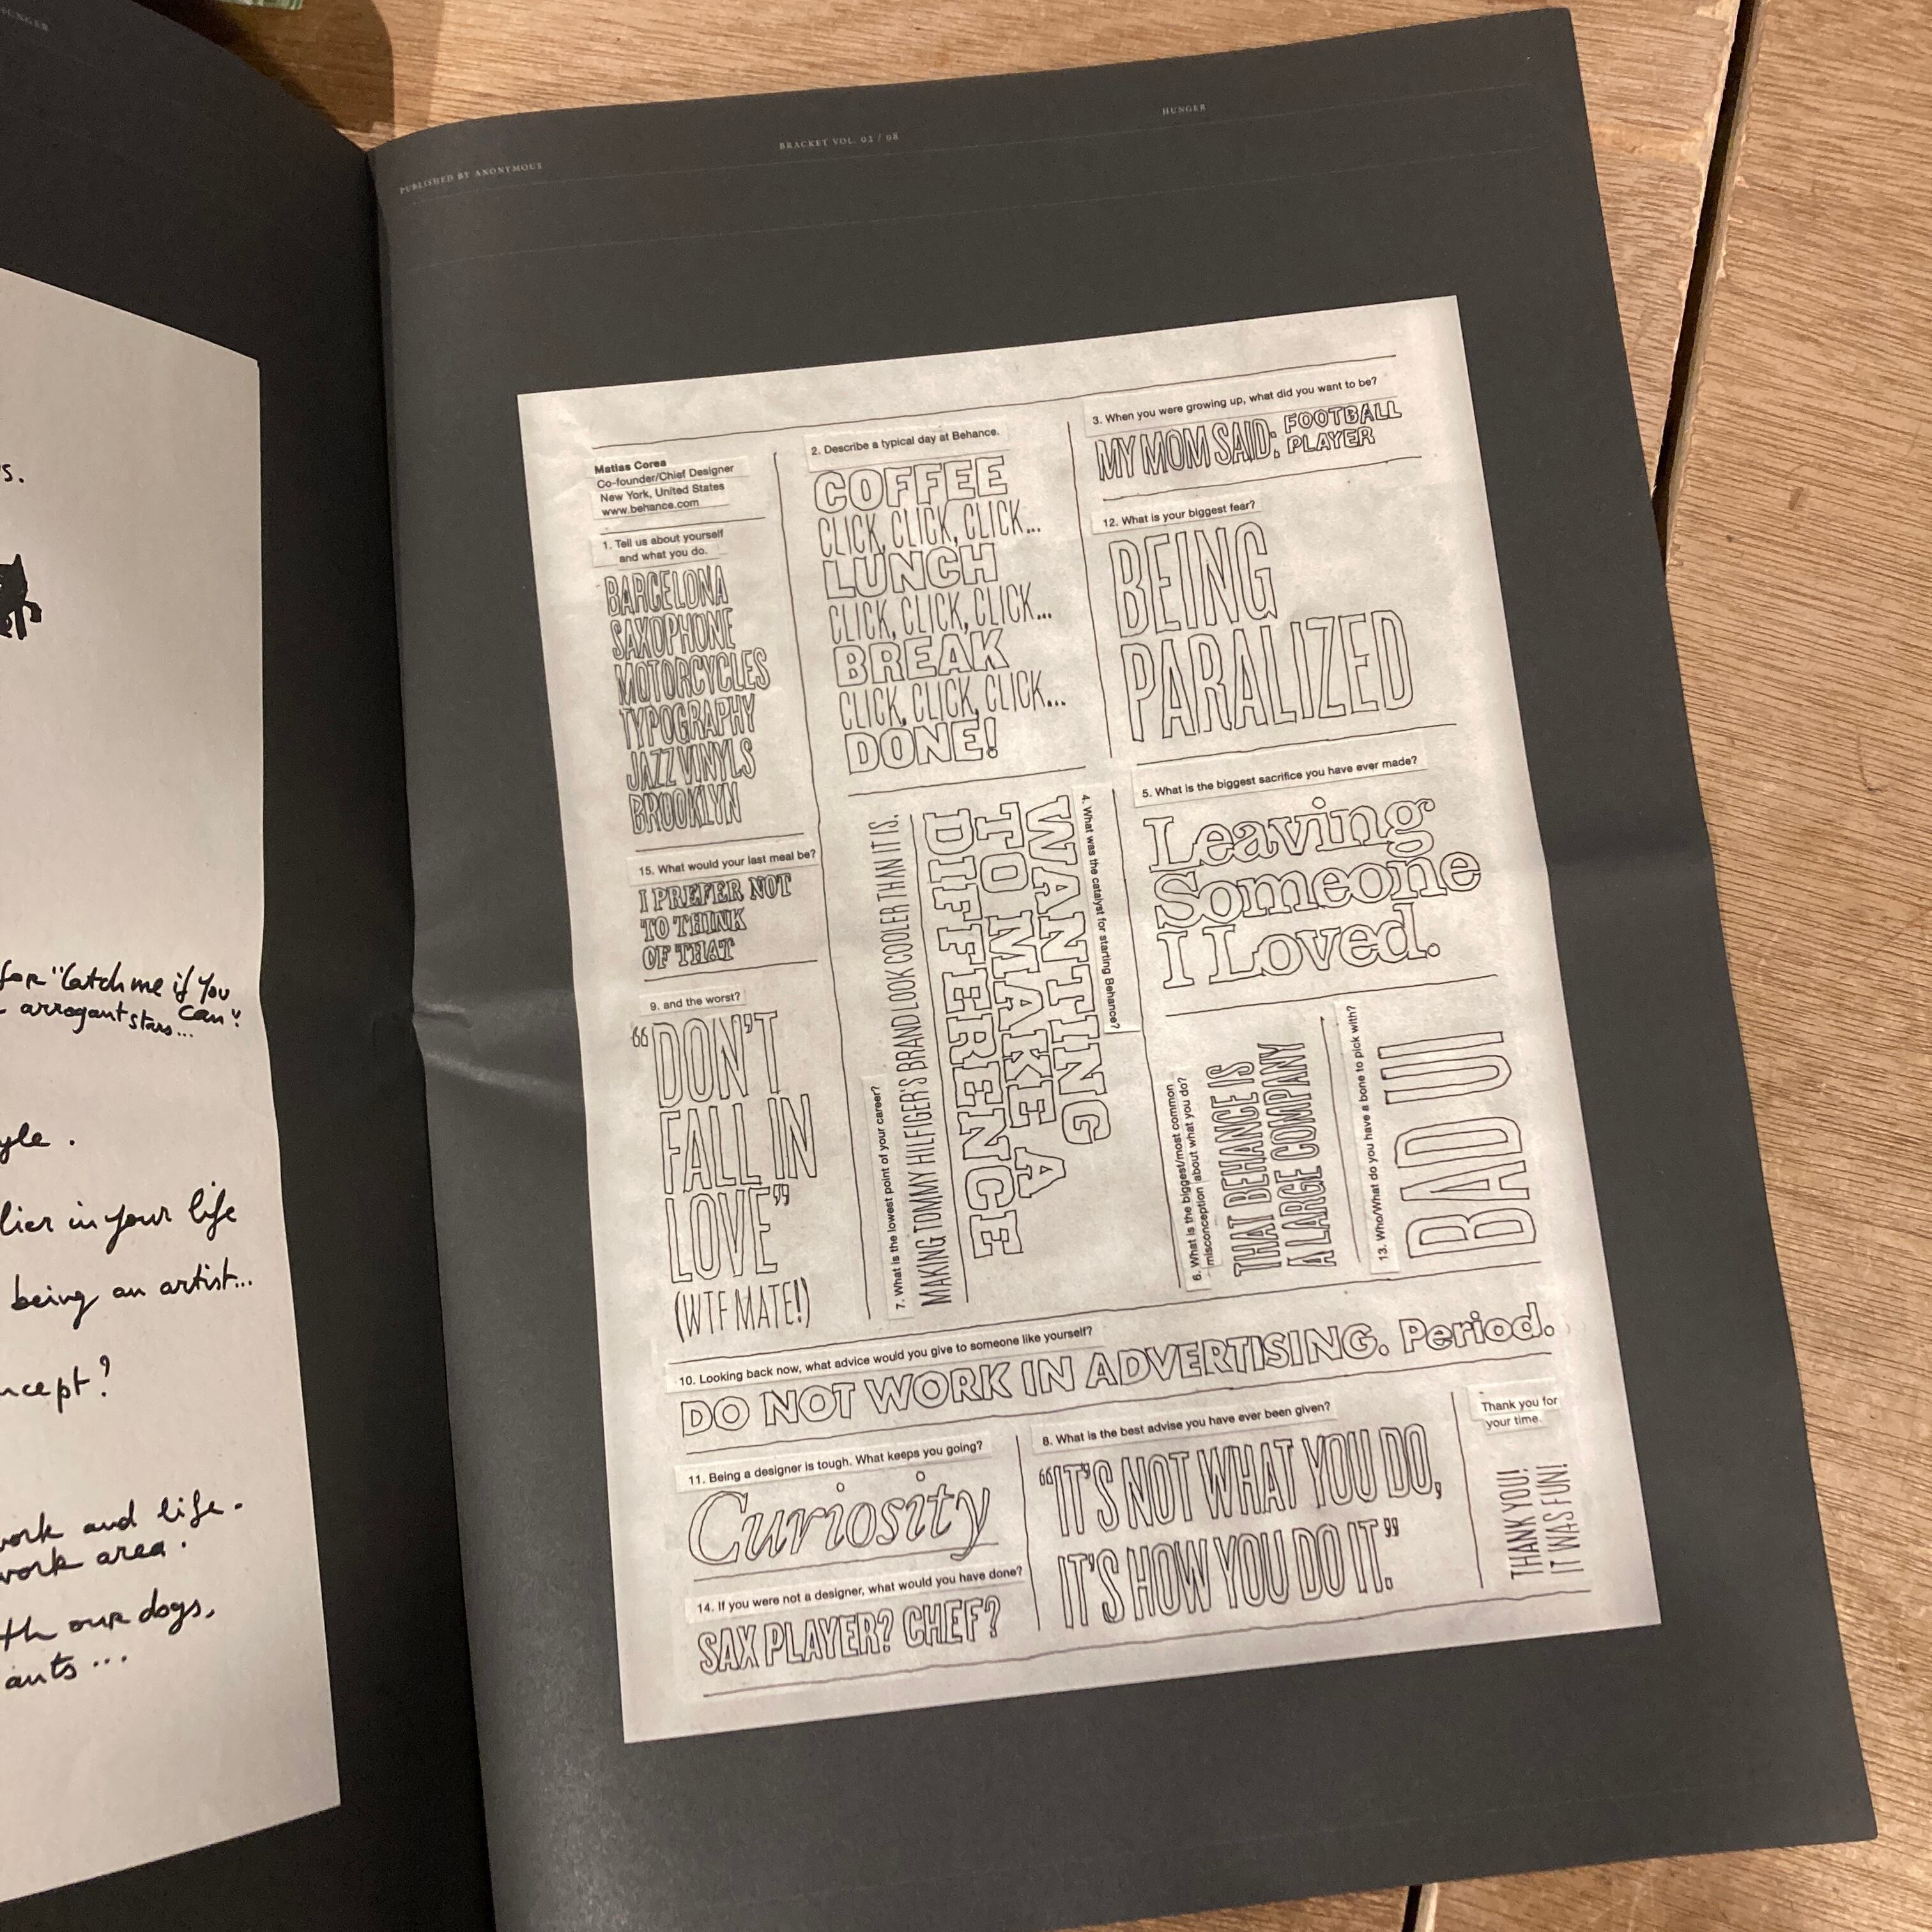 HUNGER
s.
for "Catch me if you
can".
arrogant stars...
yle.
lier in your life
being an artist...
ncept?
work and life.
work area.
th our dogs,
ants...
PUBLISHED BY ANONYMOUS
BRACKET VOL. 02 / 08
HUNGER
Matias Corea
Co-founder/Chief Designer
New York, United States
www.behance.com
1. Tell us about yourself
and what you do.
BARCELONA
SAXOPHONE
MOTORCYCLES
TYPOGRAPHY
JAZZ VINYLS
BROOKLYN
2. Describe a typical day at Behance.
COFFEE
CLICK, CLICK, CLICK...
LUNCH
CLICK, CLICK, CLICK...
BREAK
CLICK, CLICK, CLICK...
DONE!
3. When you were growing up, what did you want to be?
MY MOM SAID: FOOTBALL
PLAYER
12. What is your biggest fear?
BEING
PARALIZED
15. What would your last meal be?
I PREFER NOT
TO THINK
OF THAT
9. and the worst?
"DON'T
FALL IN
LOVE"
(WTF MATE!)
7. What is the lowest point of your career?
MAKING TOMMY HILFIGER'S BRAND LOOK COOLER THAN IT IS.
4. What was the catalyst for starting Behance?
WANTING
TO MAKE A
DIFFERENCE
5. What is the biggest sacrifice you have ever made?
Leaving
Someone
I Loved.
6. What is the biggest/most common
misconception about what you do?
THAT BEHANCE IS
A LARGE COMPANY
13. Who/What do you have a bone to pick with?
BAD UI
10. Looking back now, what advice would you give to someone like yourself?
DO NOT WORK IN ADVERTISING. Period.
11. Being a designer is tough. What keeps you going?
Curiosity
14. If you were not a designer, what would you have done?
SAX PLAYER? CHEF?
8. What is the best advise you have ever been given?
"IT'S NOT WHAT YOU DO,
IT'S HOW YOU DO IT."
Thank you for
your time.
THANK YOU!
IT WAS FUN!